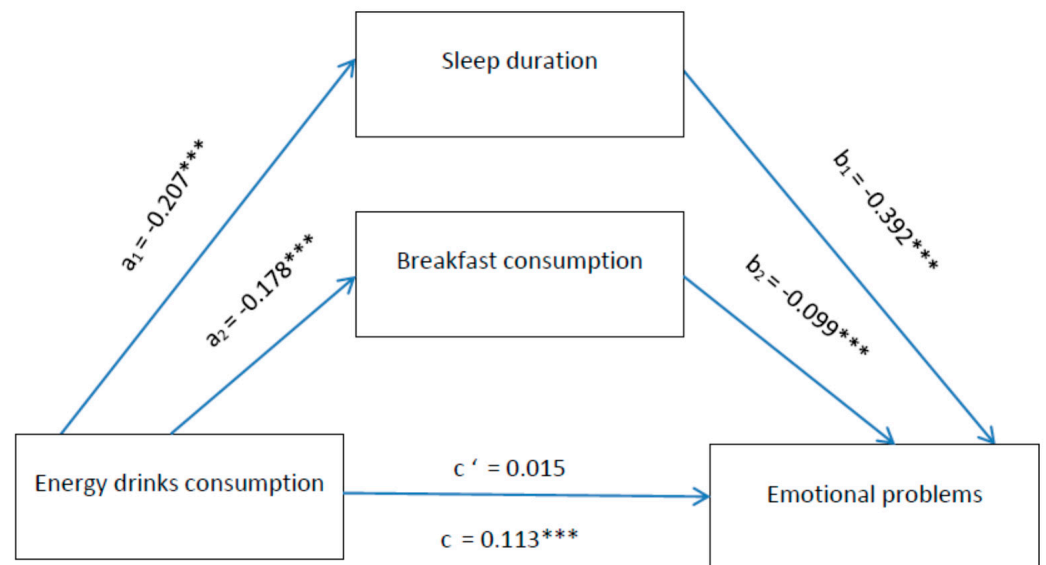 Sleep duration
a₁ = -0.207***
b₁ = -0.392***
Breakfast consumption
a₂ = -0.178***
b₂ = -0.099***
Energy drinks consumption
c ‘ = 0.015
c = 0.113***
Emotional problems